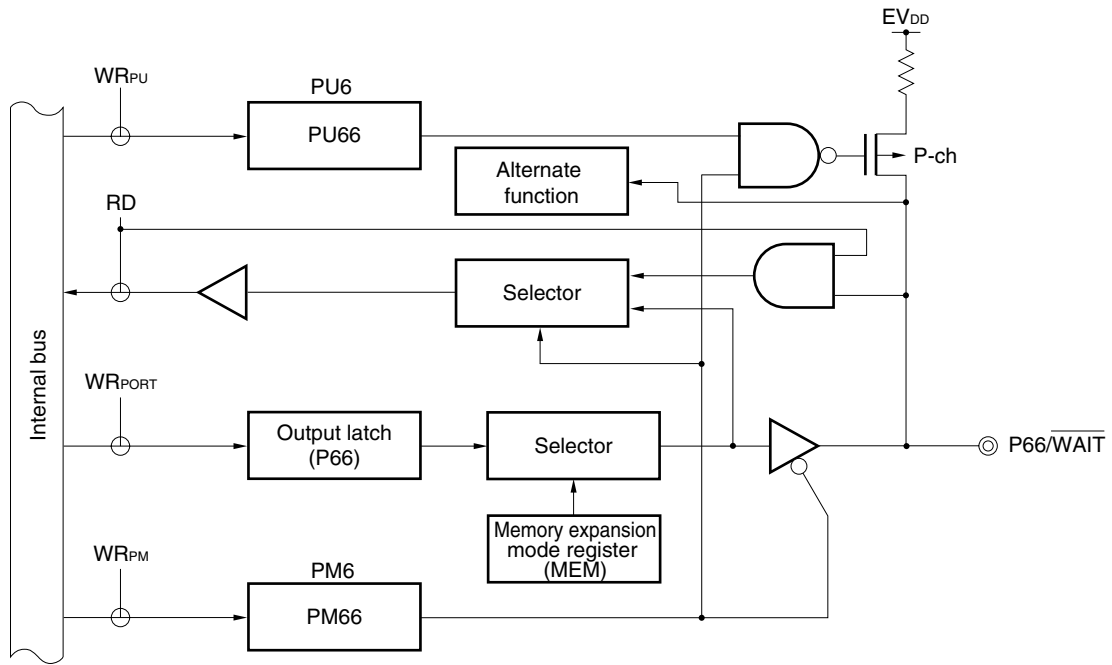 EVDD
WRPU
PU6
PU66
P-ch
Alternate
function
RD
Selector
Internal bus
WRPORT
Output latch
(P66)
Selector
P66/WAIT
Memory expansion
mode register
(MEM)
WRPM
PM6
PM66